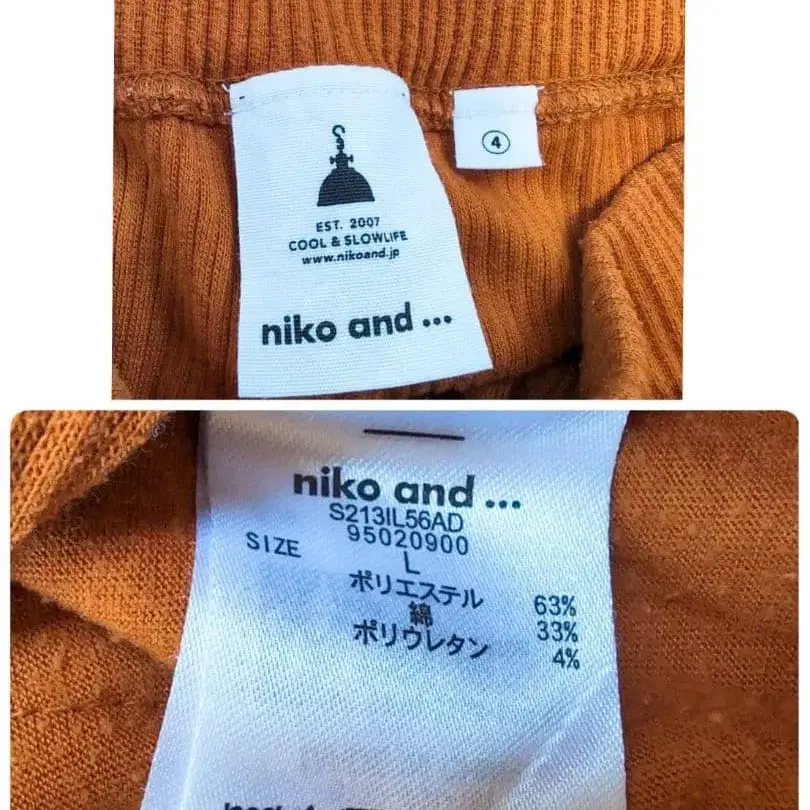 EST. 2007
COOL & SLOWLIFE
www.nikoand.jp
niko and ...
4
niko and ...
S213IL56AD
95020900
SIZE L
ポリエステル 63%
綿 33%
ポリウレタン 4%